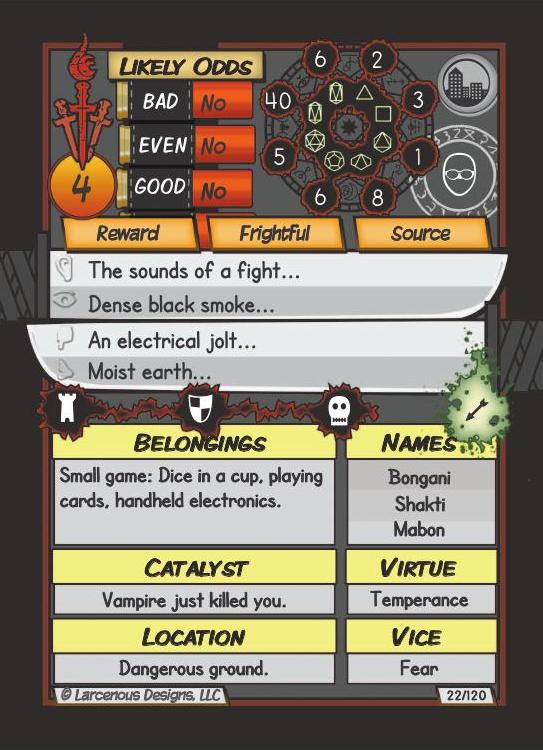 LIKELY ODDS
BAD No
EVEN No
GOOD No
4
6 2
40 3
5 1
6 8
Reward Frightful Source
The sounds of a fight...
Dense black smoke...
An electrical jolt...
Moist earth...
BELONGINGS
Small game: Dice in a cup, playing
cards, handheld electronics.
NAMES
Bongani
Shakti
Mabon
CATALYST
Vampire just killed you.
VIRTUE
Temperance
LOCATION
Dangerous ground.
VICE
Fear
© Larcenous Designs, LLC
22/120